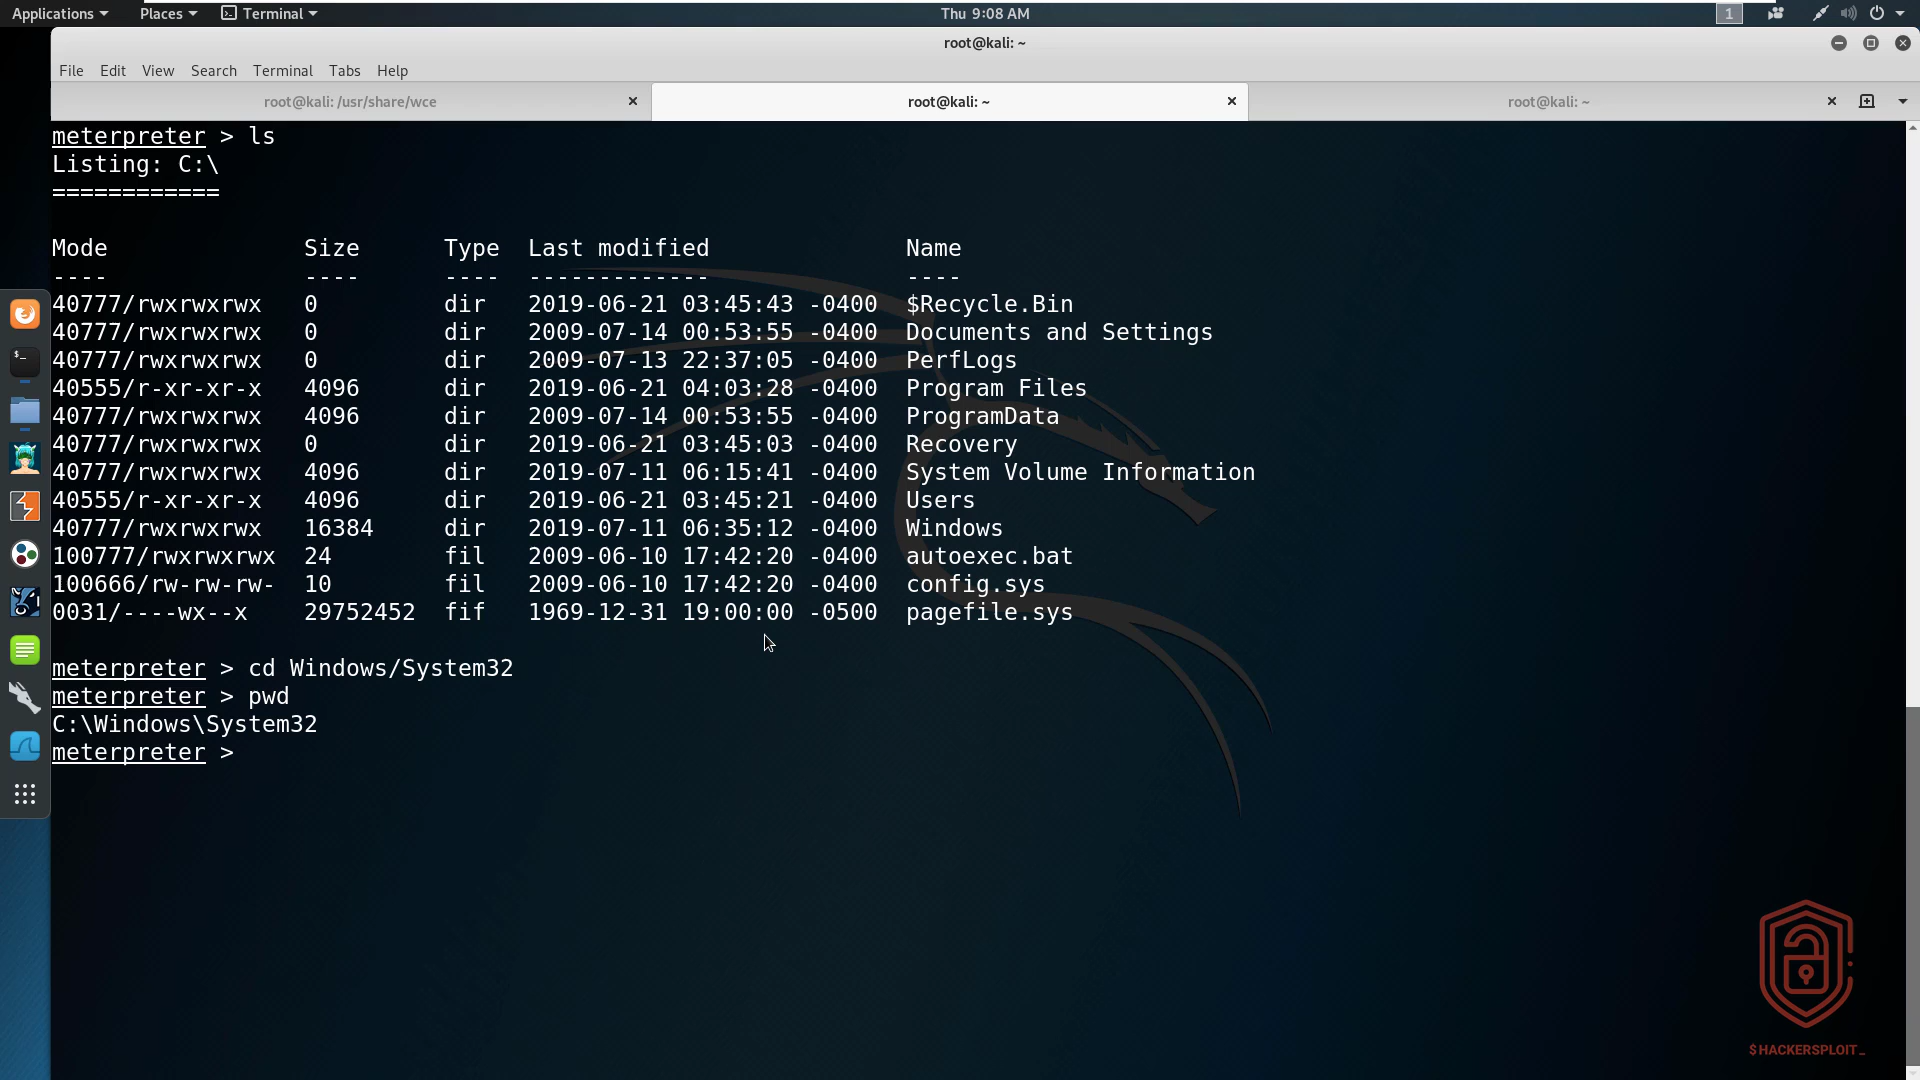 Applications Places Terminal Thu 9:08 AM 1
root@kali: ~
File Edit View Search Terminal Tabs Help
root@kali: /usr/share/wce root@kali: ~ root@kali: ~
meterpreter > ls
Listing: C:\
============
Mode Size Type Last modified Name
---- ---- ---- ------------- ----
40777/rwxrwxrwx 0 dir 2019-06-21 03:45:43 -0400 $Recycle.Bin
40777/rwxrwxrwx 0 dir 2009-07-14 00:53:55 -0400 Documents and Settings
40777/rwxrwxrwx 0 dir 2009-07-13 22:37:05 -0400 PerfLogs
40555/r-xr-xr-x 4096 dir 2019-06-21 04:03:28 -0400 Program Files
40777/rwxrwxrwx 4096 dir 2009-07-14 00:53:55 -0400 ProgramData
40777/rwxrwxrwx 0 dir 2019-06-21 03:45:03 -0400 Recovery
40777/rwxrwxrwx 4096 dir 2019-07-11 06:15:41 -0400 System Volume Information
40555/r-xr-xr-x 4096 dir 2019-06-21 03:45:21 -0400 Users
40777/rwxrwxrwx 16384 dir 2019-07-11 06:35:12 -0400 Windows
100777/rwxrwxrwx 24 fil 2009-06-10 17:42:20 -0400 autoexec.bat
100666/rw-rw-rw- 10 fil 2009-06-10 17:42:20 -0400 config.sys
0031/----wx--x 29752452 fif 1969-12-31 19:00:00 -0500 pagefile.sys
meterpreter > cd Windows/System32
meterpreter > pwd
C:\Windows\System32
meterpreter >
$HACKERSPLOIT_